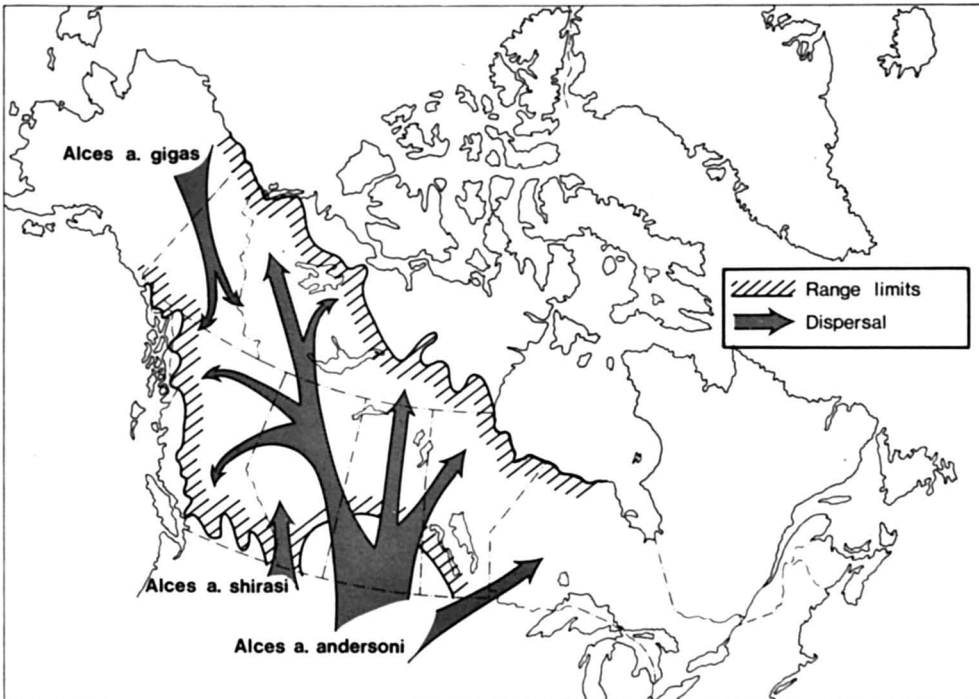 Alces a. gigas
Range limits
Dispersal
Alces a. shirasi
Alces a. andersoni